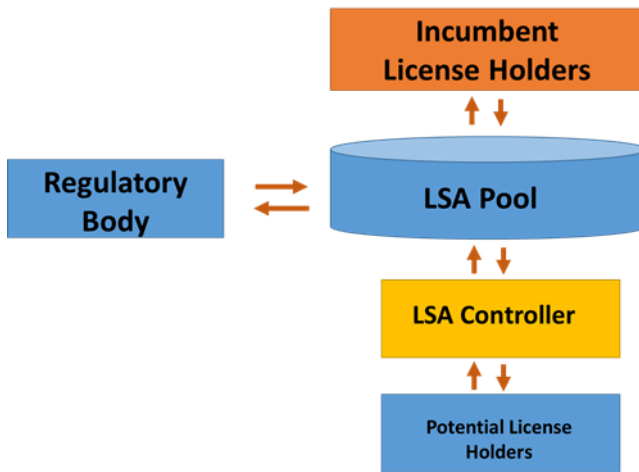 Incumbent
License Holders
Regulatory
Body
LSA Pool
LSA Controller
Potential License
Holders